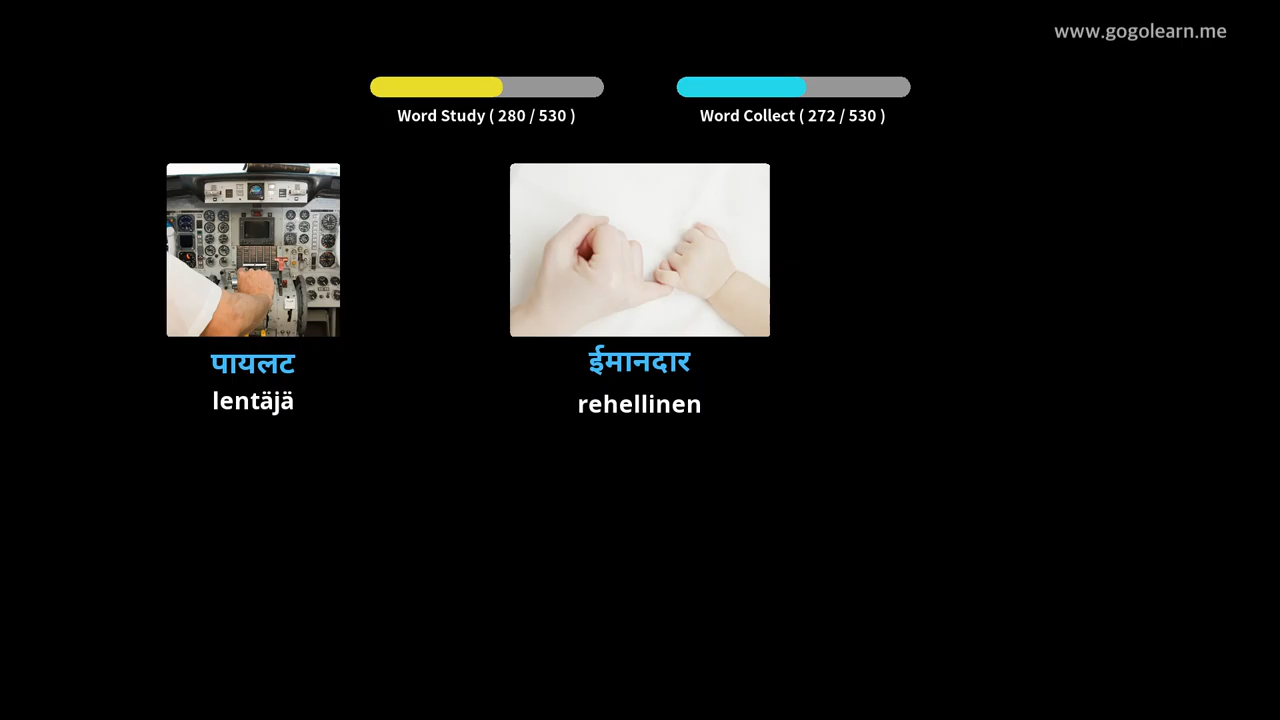 www.gogolearn.me
Word Study ( 280 / 530 )
Word Collect ( 272 / 530 )
पायलट
lentäjä
ईमानदार
rehellinen